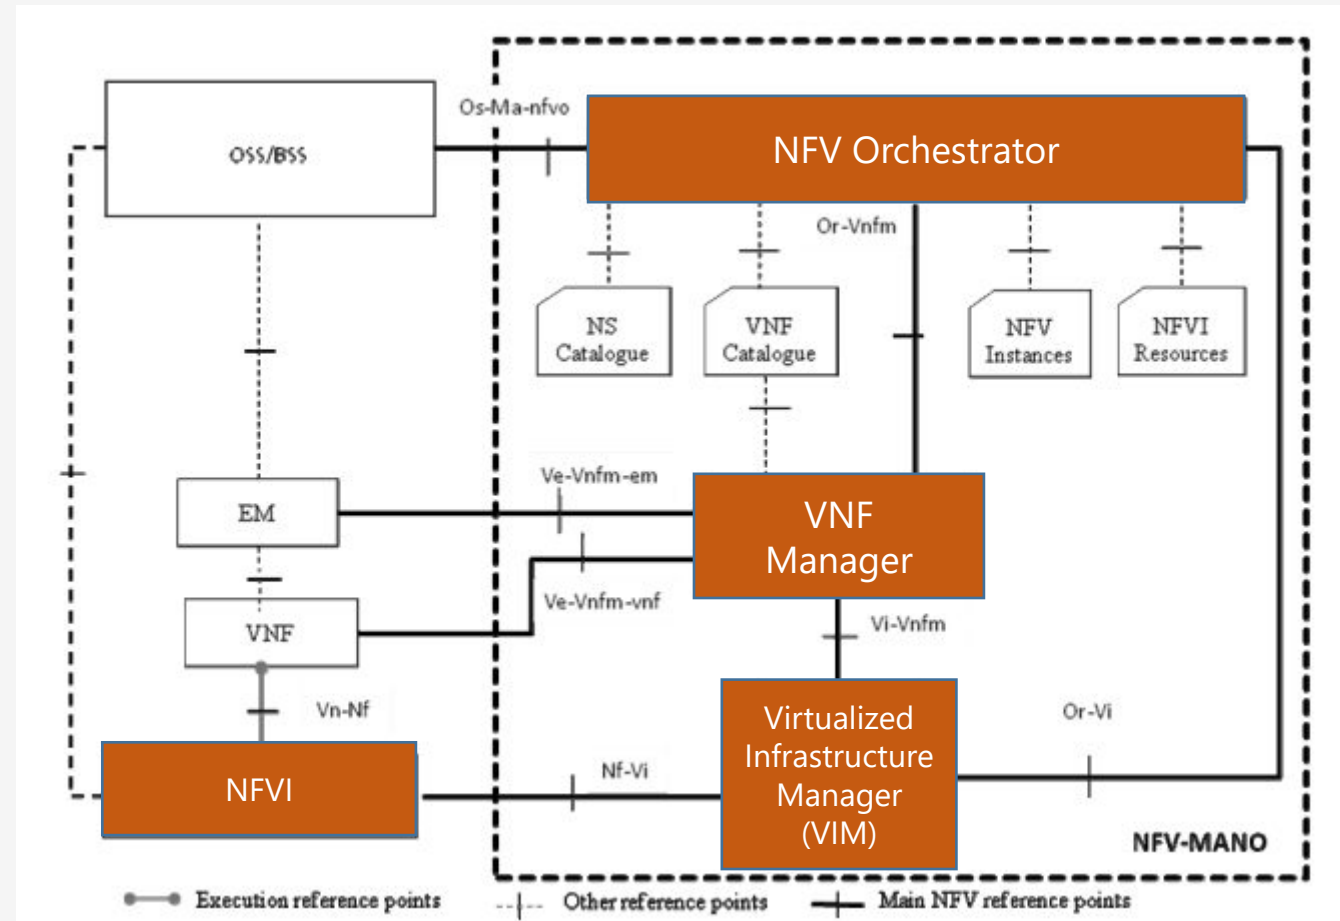 Os-Ma-nfvo
OSS/BSS
NFV Orchestrator
Or-Vnfm
NS
Catalogue
VNF
Catalogue
NFV
Instances
NFVI
Resources
Ve-Vnfm-em
EM
VNF
Manager
Ve-Vnfm-vnf
VNF
Vi-Vnfm
Vn-Nf
Virtualized
Infrastructure
Manager
(VIM)
Or-Vi
Nf-Vi
NFVI
NFV-MANO
Execution reference points
Other reference points
Main NFV reference points